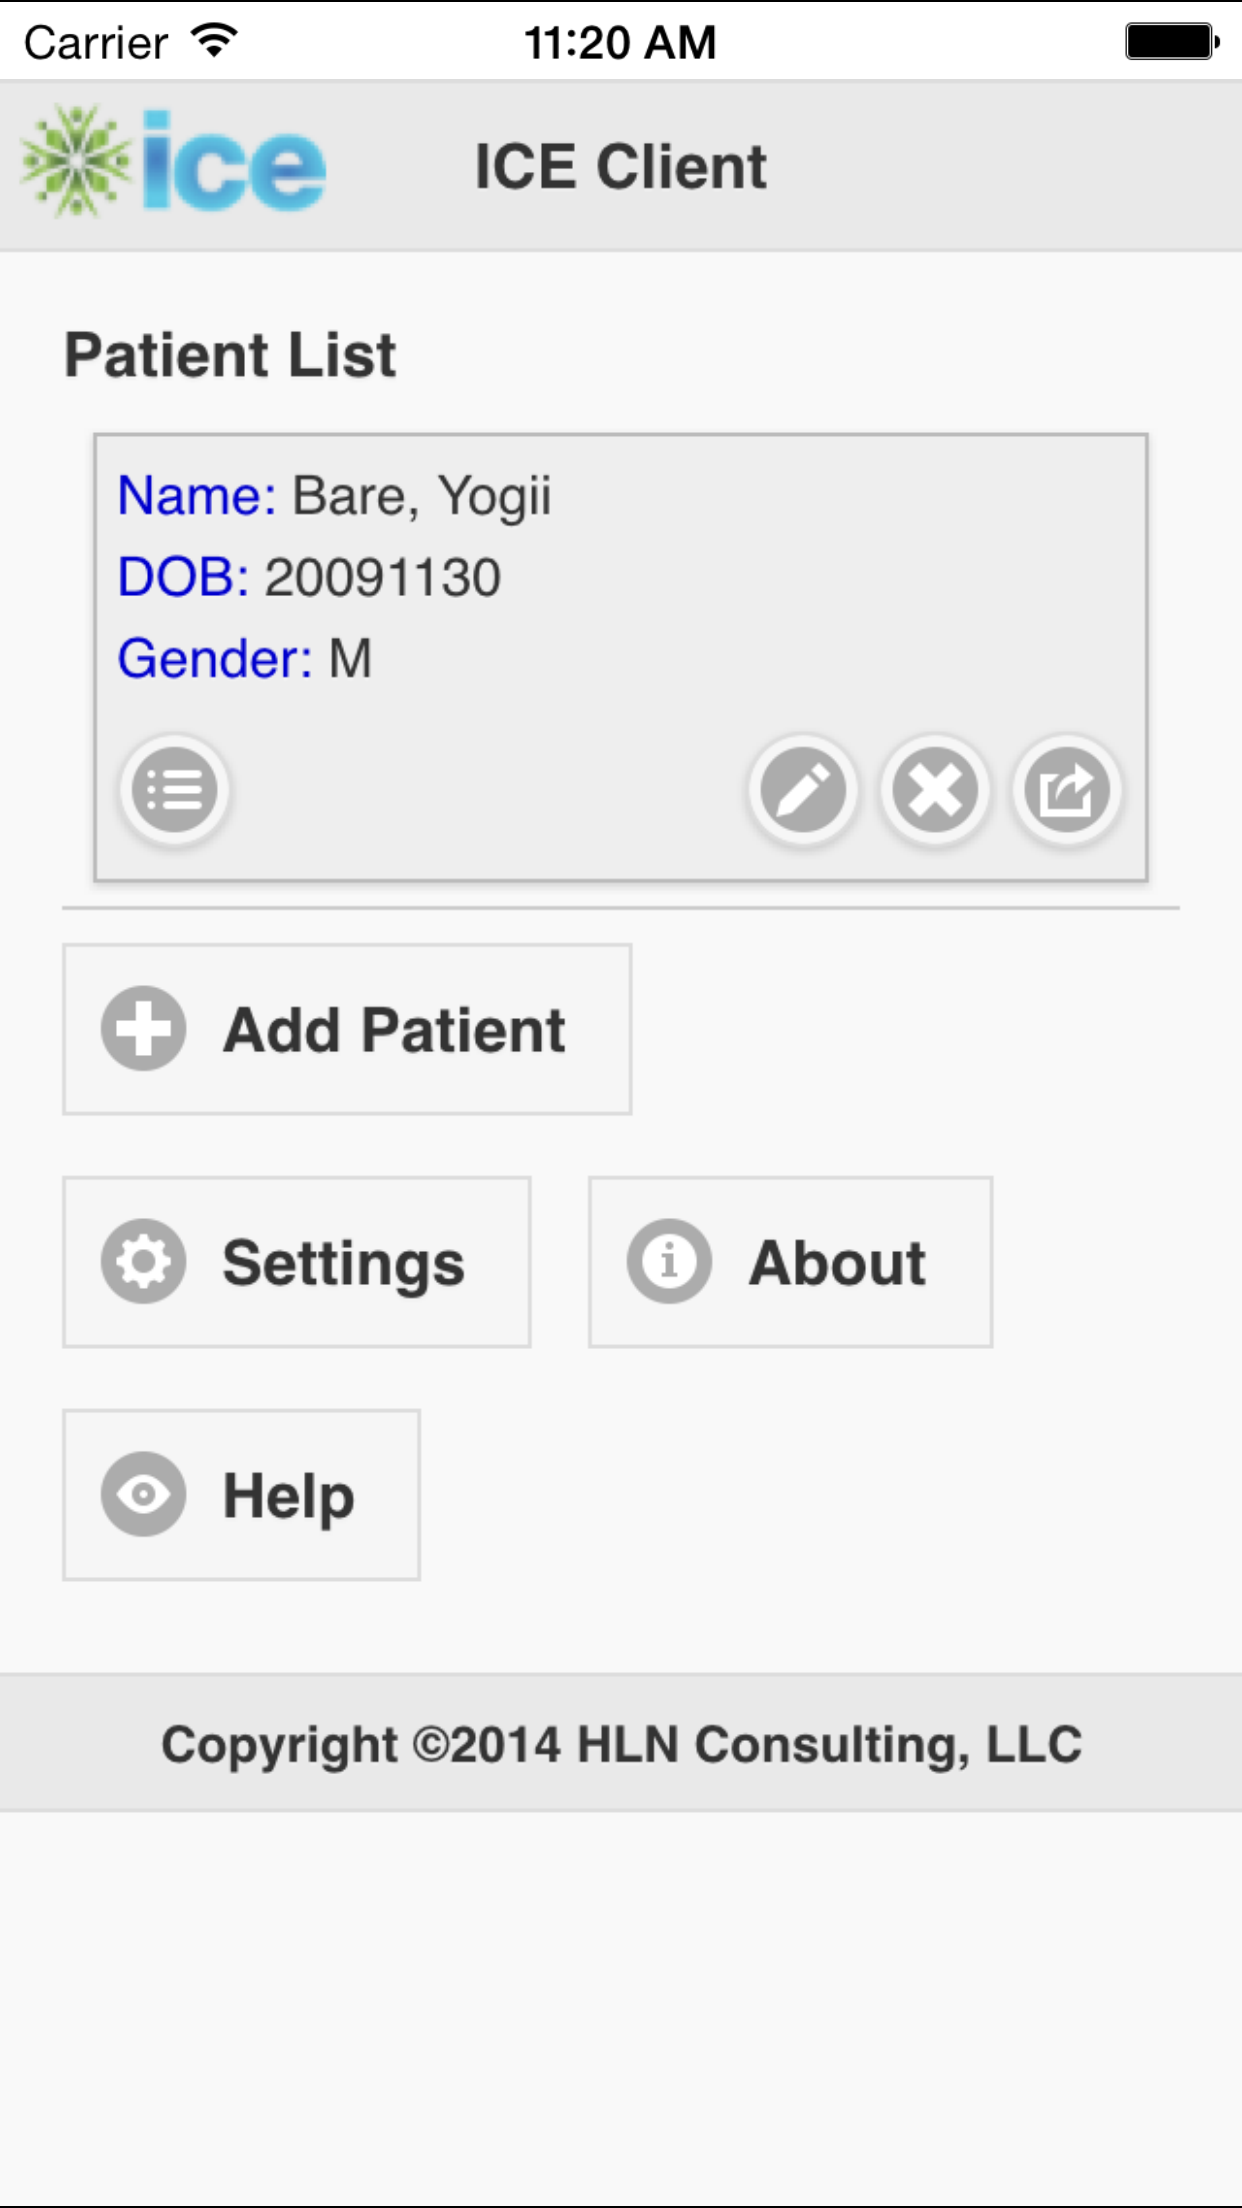 Carrier 11:20 AM
ice ICE Client
Patient List
Name: Bare, Yogii
DOB: 20091130
Gender: M
Add Patient
Settings About
Help
Copyright ©2014 HLN Consulting, LLC